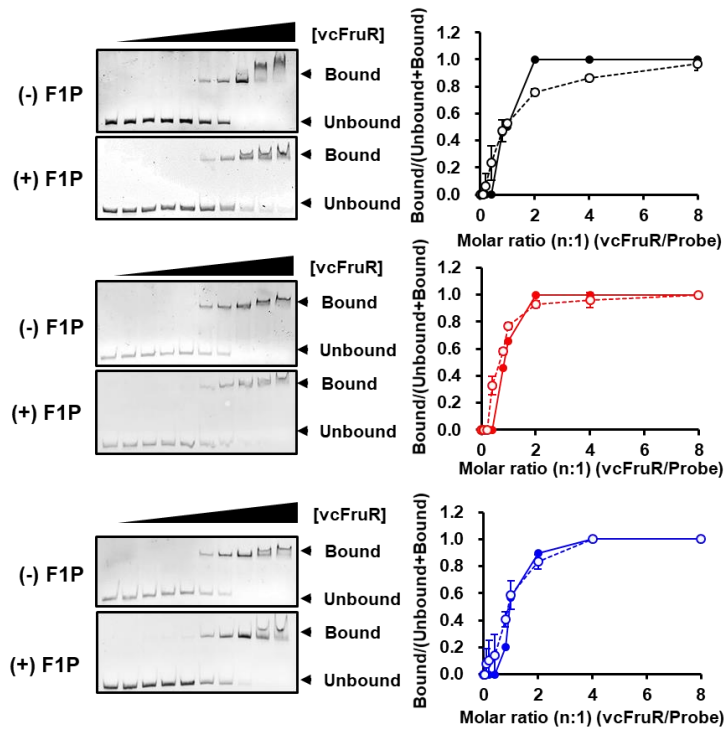 [vcFruR]
(-) F1P
Bound
Unbound
(+) F1P
Bound
Unbound
1.2
1.0
0.8
0.6
0.4
0.2
0.0
0 2 4 6 8
Bound/(Unbound+Bound)
Molar ratio (n:1) (vcFruR/Probe)
[vcFruR]
(-) F1P
Bound
Unbound
(+) F1P
Bound
Unbound
1.2
1.0
0.8
0.6
0.4
0.2
0.0
0 2 4 6 8
Bound/(Unbound+Bound)
Molar ratio (n:1) (vcFruR/Probe)
[vcFruR]
(-) F1P
Bound
Unbound
(+) F1P
Bound
Unbound
1.2
1.0
0.8
0.6
0.4
0.2
0.0
0 2 4 6 8
Bound/(Unbound+Bound)
Molar ratio (n:1) (vcFruR/Probe)